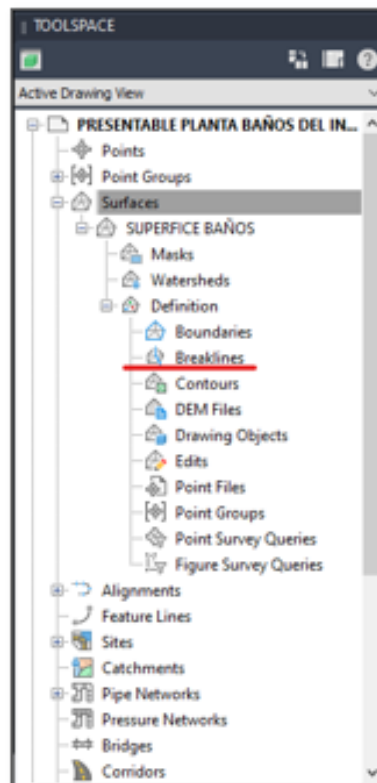 TOOLSPACE
Active Drawing View
PRESENTABLE PLANTA BAÑOS DEL IN...
Points
Point Groups
Surfaces
SUPERFICE BAÑOS
Masks
Watersheds
Definition
Boundaries
Breaklines
Contours
DEM Files
Drawing Objects
Edits
Point Files
Point Groups
Point Survey Queries
Figure Survey Queries
Alignments
Feature Lines
Sites
Catchments
Pipe Networks
Pressure Networks
Bridges
Corridors